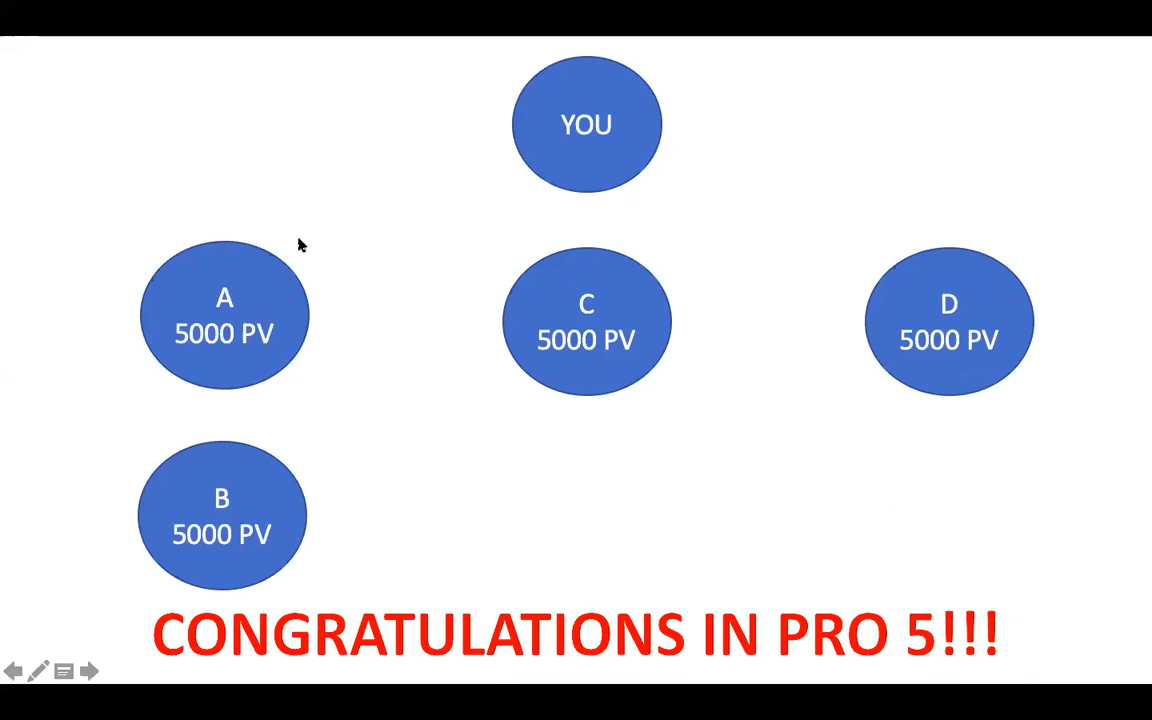 YOU
A
5000 PV
C
5000 PV
D
5000 PV
B
5000 PV
CONGRATULATIONS IN PRO 5!!!